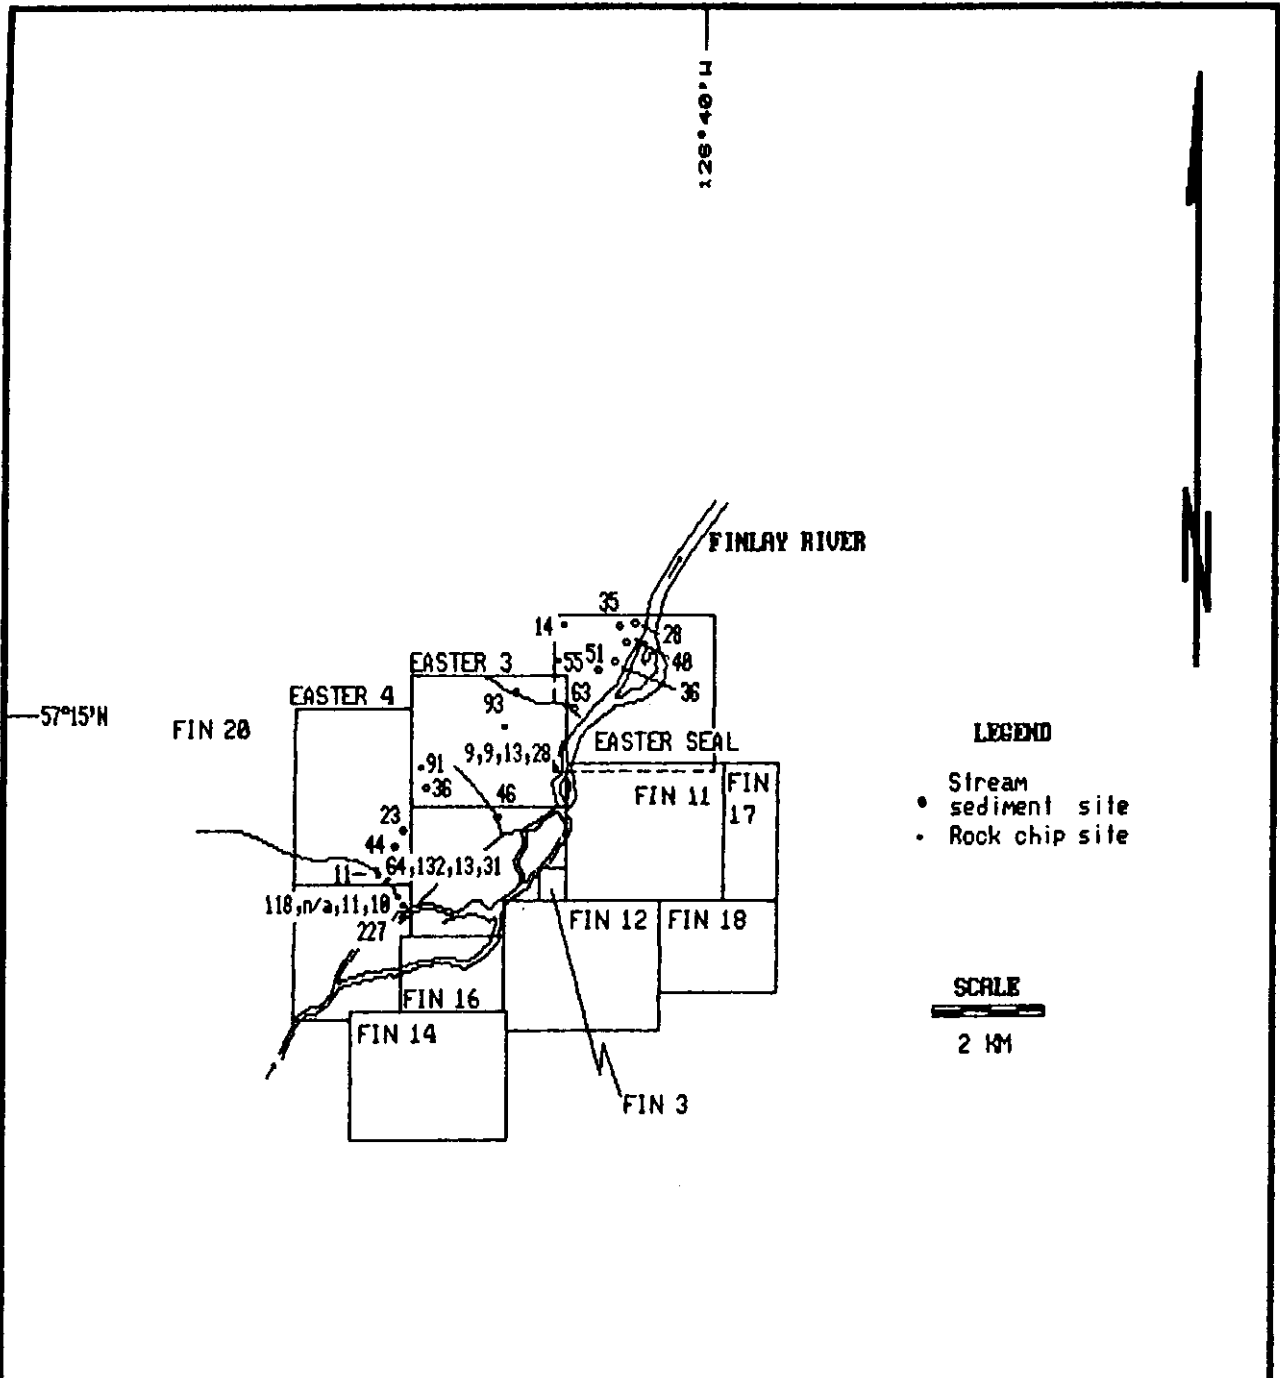 126°40'W
FINLAY RIVER
35
14
28
55
51
40
EASTER 3
36
EASTER 4
63
93
57°15'N
FIN 20
EASTER SEAL
9,9,13,28
91
36
46
FIN 11
FIN
17
23
44
11
64,132,13,31
118,n/a,11,10
227
FIN 12
FIN 18
FIN 16
FIN 14
FIN 3
LEGEND
Stream
sediment site
Rock chip site
SCALE
2 KM
N